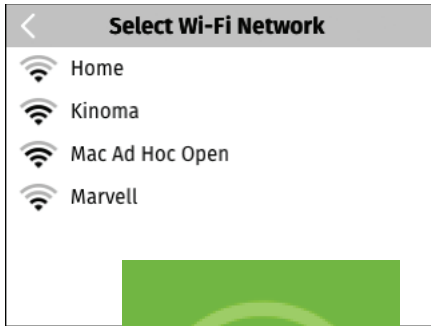 Select Wi-Fi Network
Home
Kinoma
Mac Ad Hoc Open
Marvell